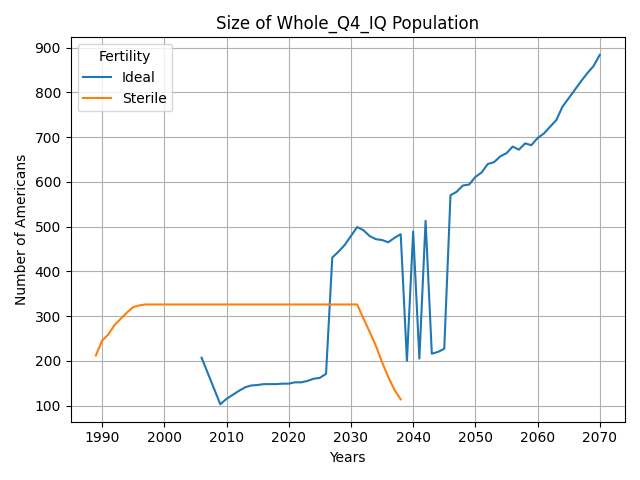 Size of Whole_Q4_IQ Population
Fertility
Ideal
Sterile
Number of Americans
900
800
700
600
500
400
300
200
100
1990 2000 2010 2020 2030 2040 2050 2060 2070
Years